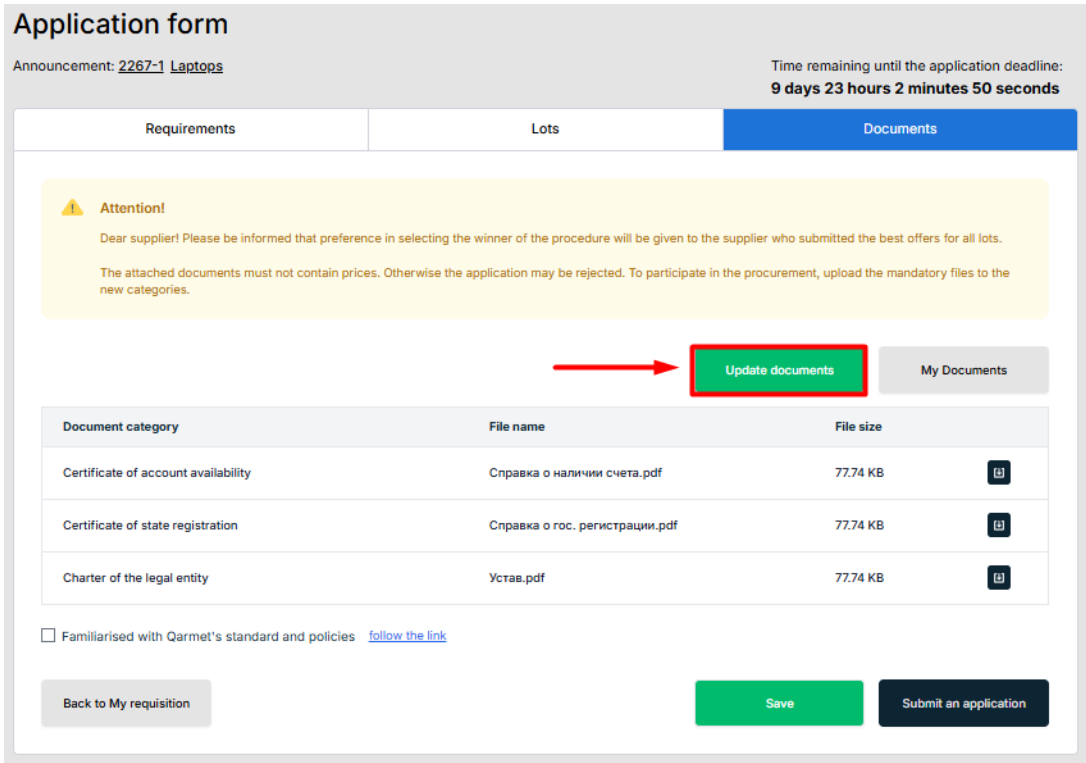 Application form
Announcement: 2267-1 Laptops
Time remaining until the application deadline:
9 days 23 hours 2 minutes 50 seconds
Requirements
Lots
Documents
Attention!
Dear supplier! Please be informed that preference in selecting the winner of the procedure will be given to the supplier who submitted the best offers for all lots.
The attached documents must not contain prices. Otherwise the application may be rejected. To participate in the procurement, upload the mandatory files to the
new categories.
Update documents
My Documents
Document category
File name
File size
Certificate of account availability
Справка о наличии счета.pdf
77.74 KB
Certificate of state registration
Справка о гос. регистрации.pdf
77.74 KB
Charter of the legal entity
Устав.pdf
77.74 KB
Familiarised with Qarmet's standard and policies follow the link
Back to My requisition
Save
Submit an application